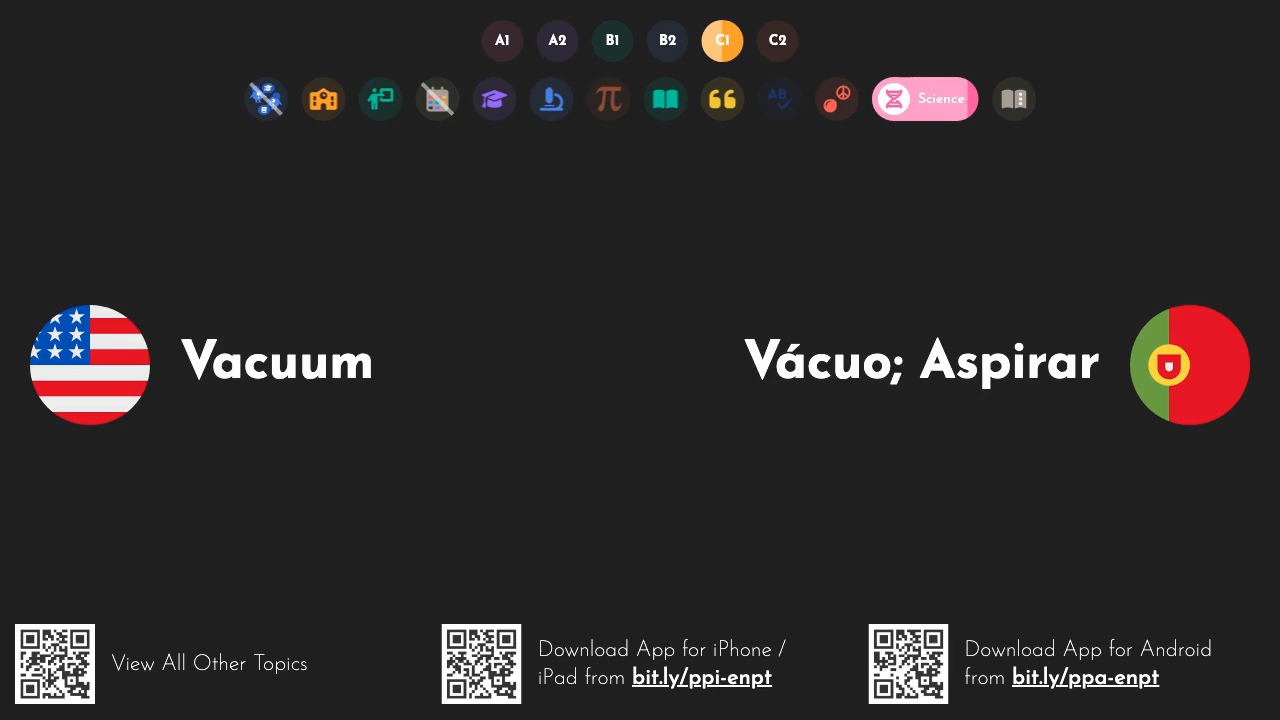 A1 A2 B1 B2 C1 C2
AB
Science
Vacuum
Vácuo; Aspirar
View All Other Topics
Download App for iPhone /
iPad from bit.ly/ppi-enpt
Download App for Android
from bit.ly/ppa-enpt